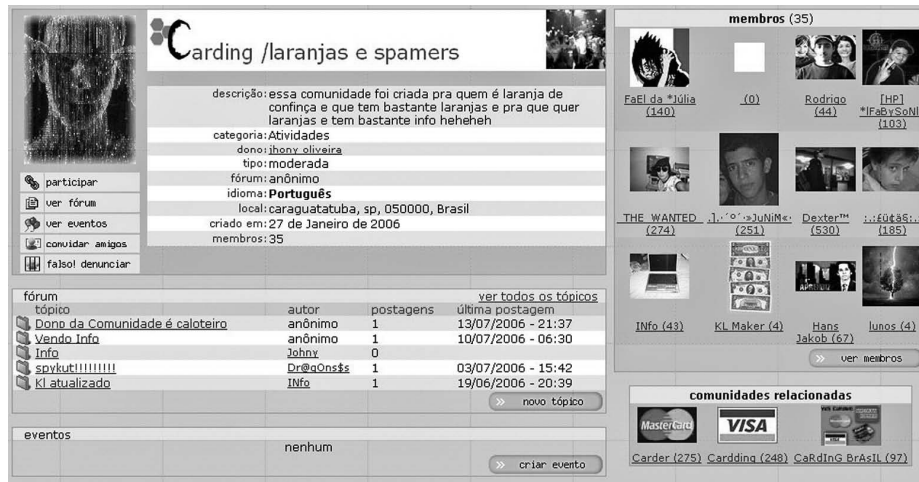 Carding /laranjas e spamers
descrição: essa comunidade foi criada pra quem é laranja de
confinça e que tem bastante laranjas e pra que quer
laranjas e tem bastante info heheheh
categoria: Atividades
dono: jhony oliveira
tipo: moderada
fórum: anônimo
idioma: Português
local: caraguatatuba, sp, 050000, Brasil
criado em: 27 de Janeiro de 2006
membros: 35
participar
ver fórum
ver eventos
convidar amigos
falso! denunciar
fórum
ver todos os tópicos
tópico autor postagens última postagem
Dono da Comunidade é caloteiro anônimo 1 13/07/2006 - 21:37
Vendo Info anônimo 1 10/07/2006 - 06:30
Info Johny 0
spykut!!!!!!!!! Dr@gOns$s 1 03/07/2006 - 15:42
Kl atualizado INfo 1 19/06/2006 - 20:39
novo tópico
eventos
nenhum
criar evento
membros (35)
FaEl da *Júlia (140)
(0)
Rodrigo (44)
[HP] (103)
THE WANTED (274)
(251)
Dexter™ (530)
(185)
INfo (43)
KL Maker (4)
Hans Jakob (67)
lunos (4)
ver membros
comunidades relacionadas
MasterCard
VISA
Carder (275) Cardding (248) CaRdInG BrAsIL (97)